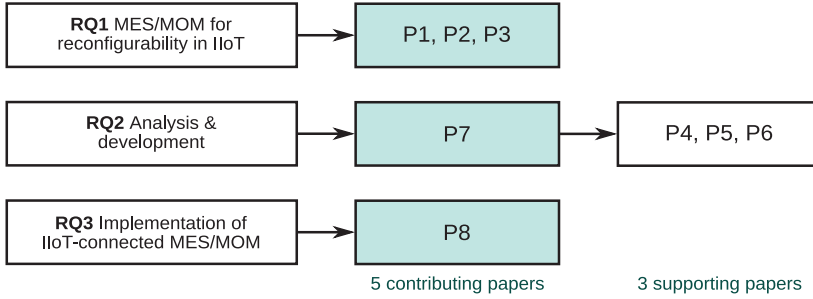 RQ1 MES/MOM for
reconfigurability in IIoT
P1, P2, P3
RQ2 Analysis &
development
P7
P4, P5, P6
RQ3 Implementation of
IIoT-connected MES/MOM
P8
5 contributing papers
3 supporting papers